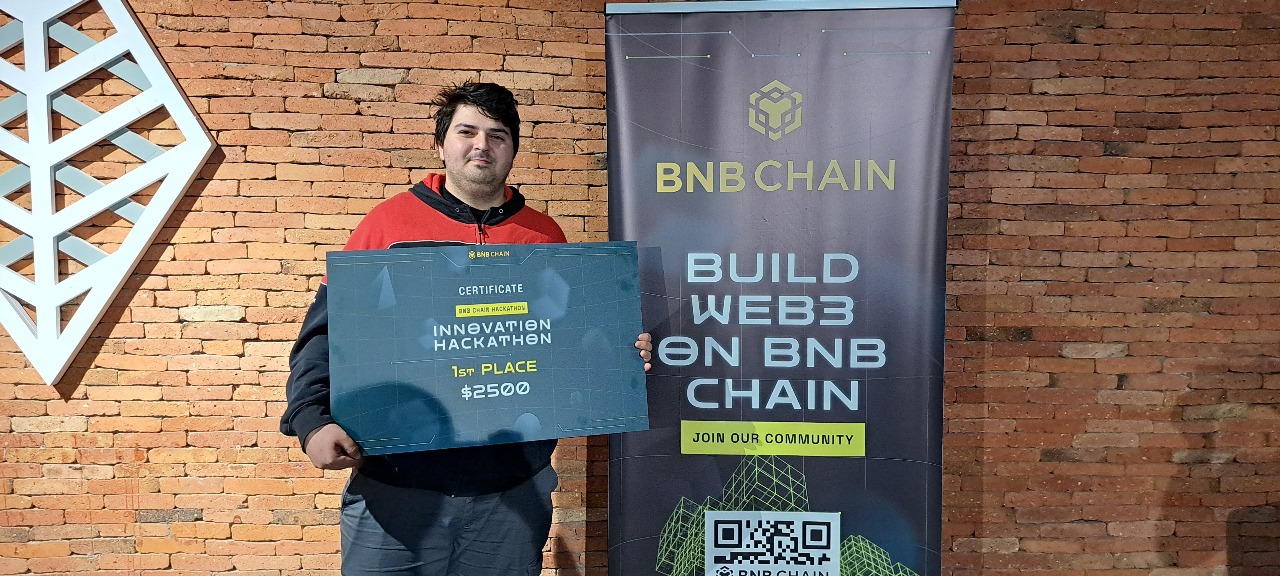 BNB CHAIN
CERTIFICATE
BNB CHAIN HACKATHON
INNOVATION
HACKATHON
1ST PLACE
$2500
BNB CHAIN
BUILD
WEB3
ON BNB
CHAIN
JOIN OUR COMMUNITY
BNB CHAIN